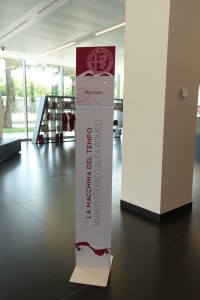 LA MACCHINA DEL TEMPO
MUSEO STORICO ALFA ROMEO